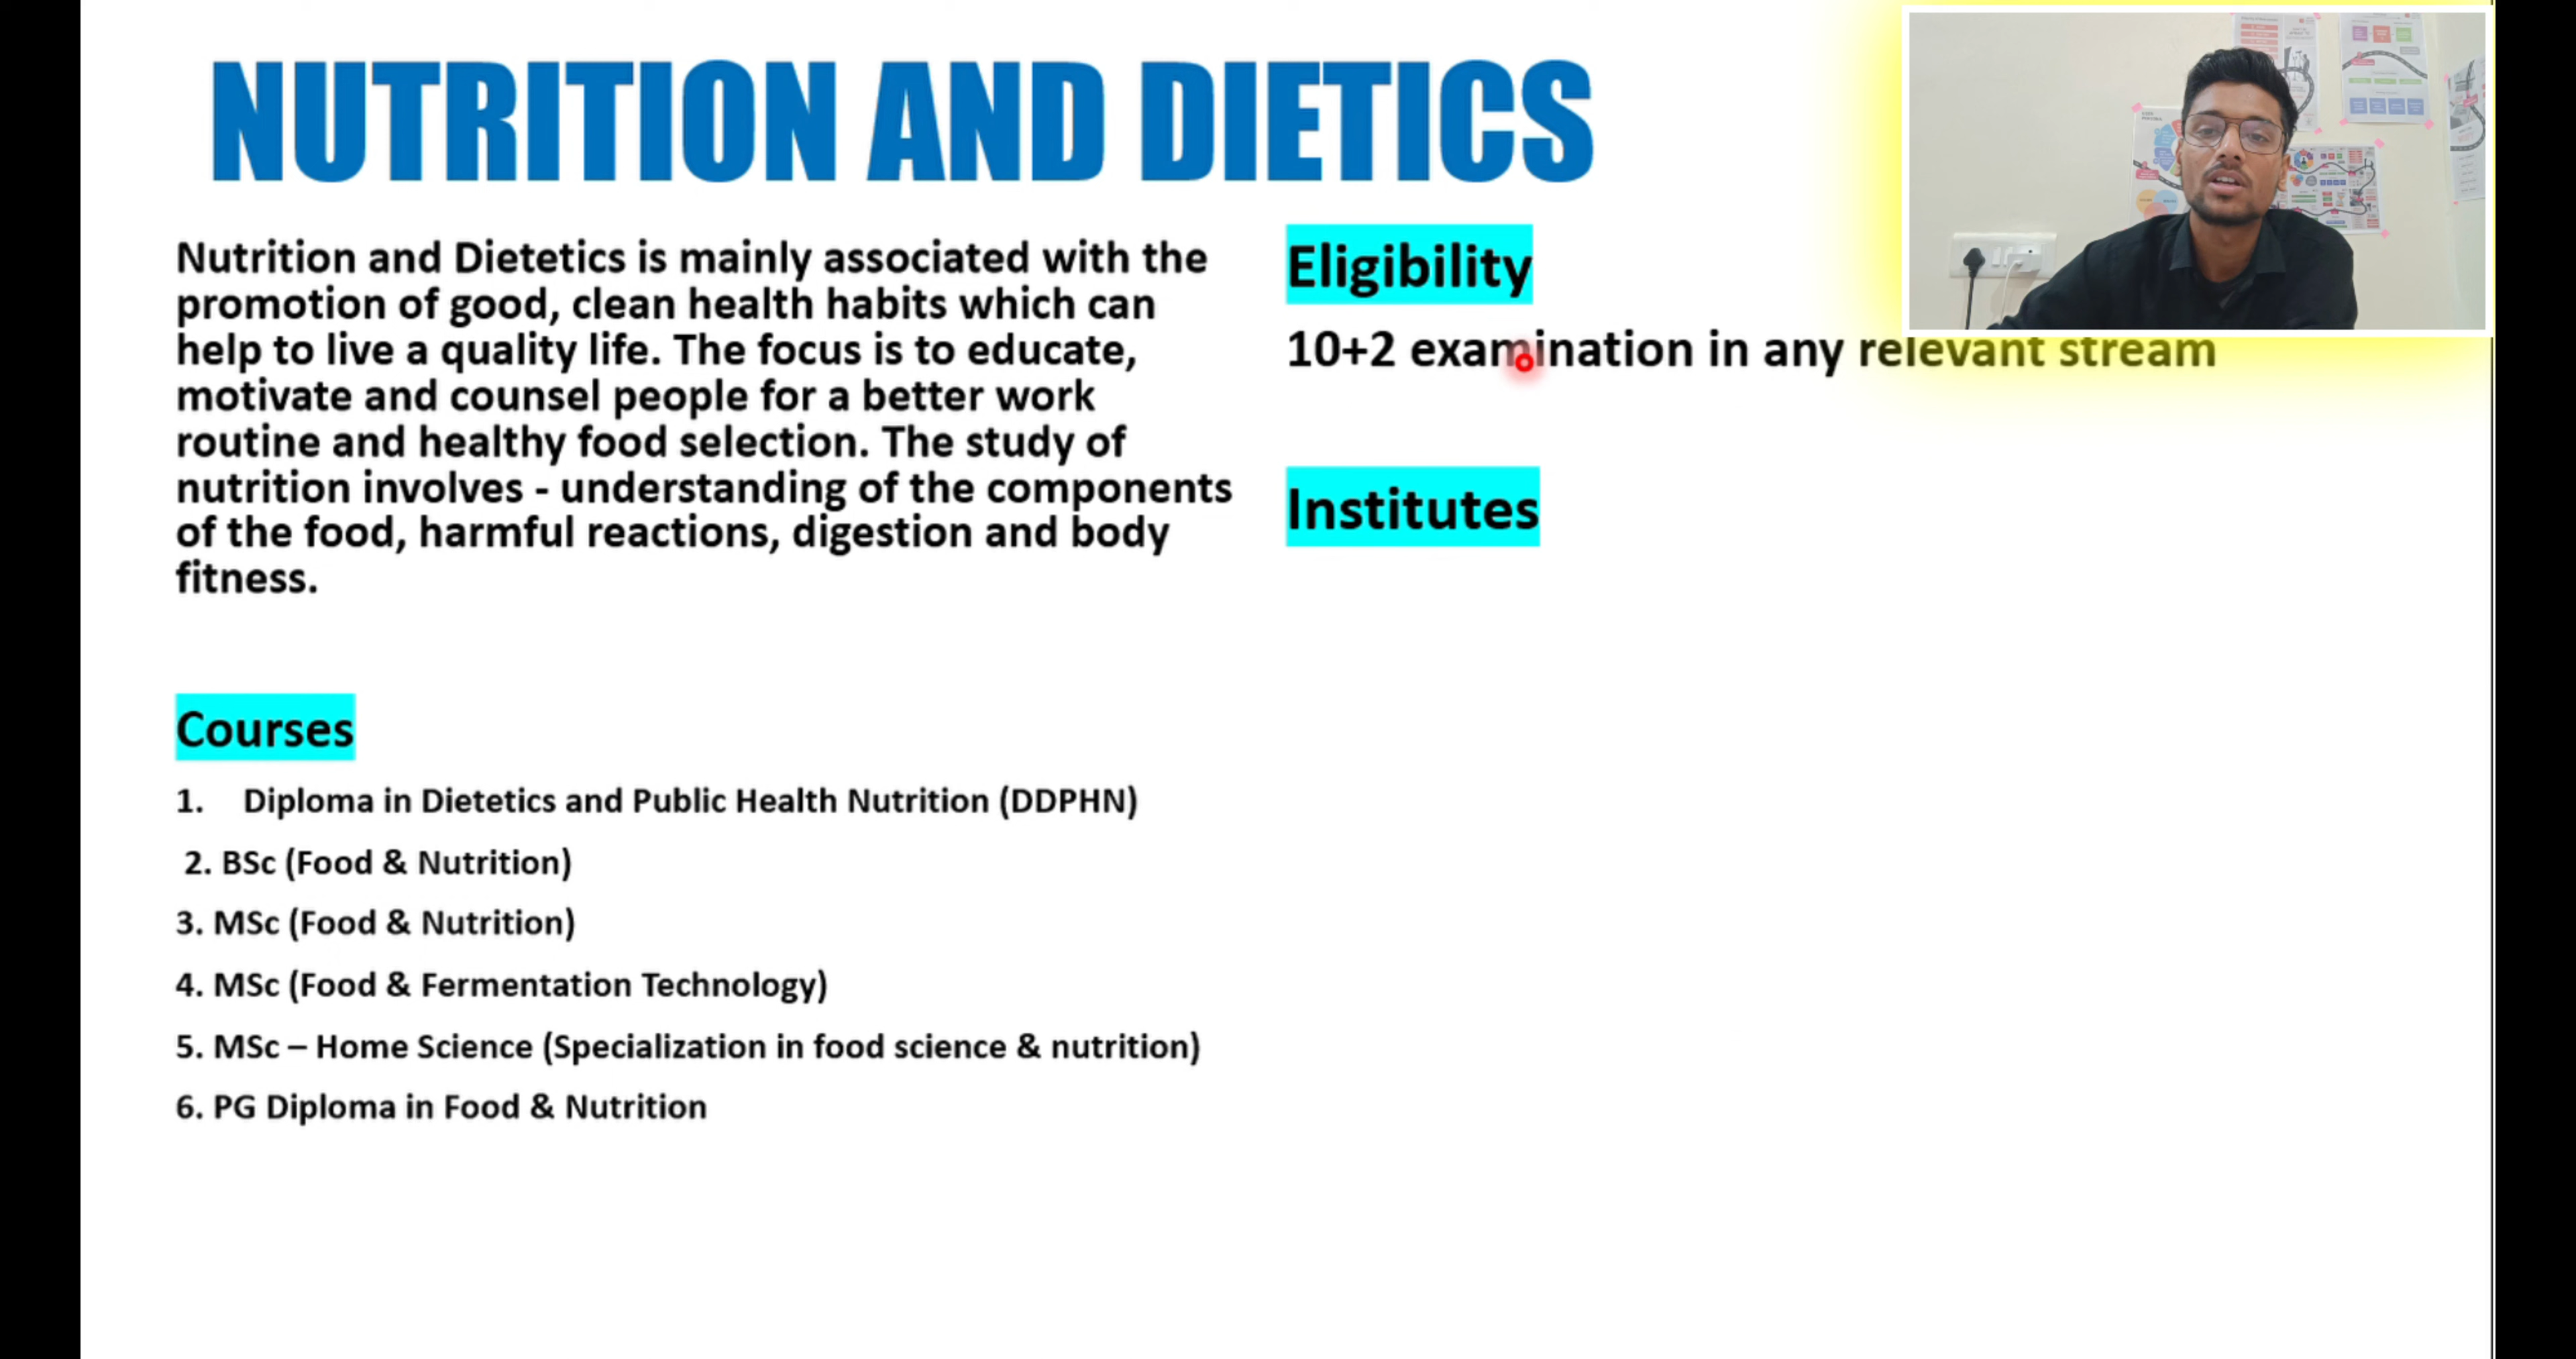 NUTRITION AND DIETICS
Nutrition and Dietetics is mainly associated with the
promotion of good, clean health habits which can
help to live a quality life. The focus is to educate,
motivate and counsel people for a better work
routine and healthy food selection. The study of
nutrition involves - understanding of the components
of the food, harmful reactions, digestion and body
fitness.
Courses
1. Diploma in Dietetics and Public Health Nutrition (DDPHN)
2. BSc (Food & Nutrition)
3. MSc (Food & Nutrition)
4. MSc (Food & Fermentation Technology)
5. MSc – Home Science (Specialization in food science & nutrition)
6. PG Diploma in Food & Nutrition
Eligibility
10+2 examination in any relevant stream
Institutes